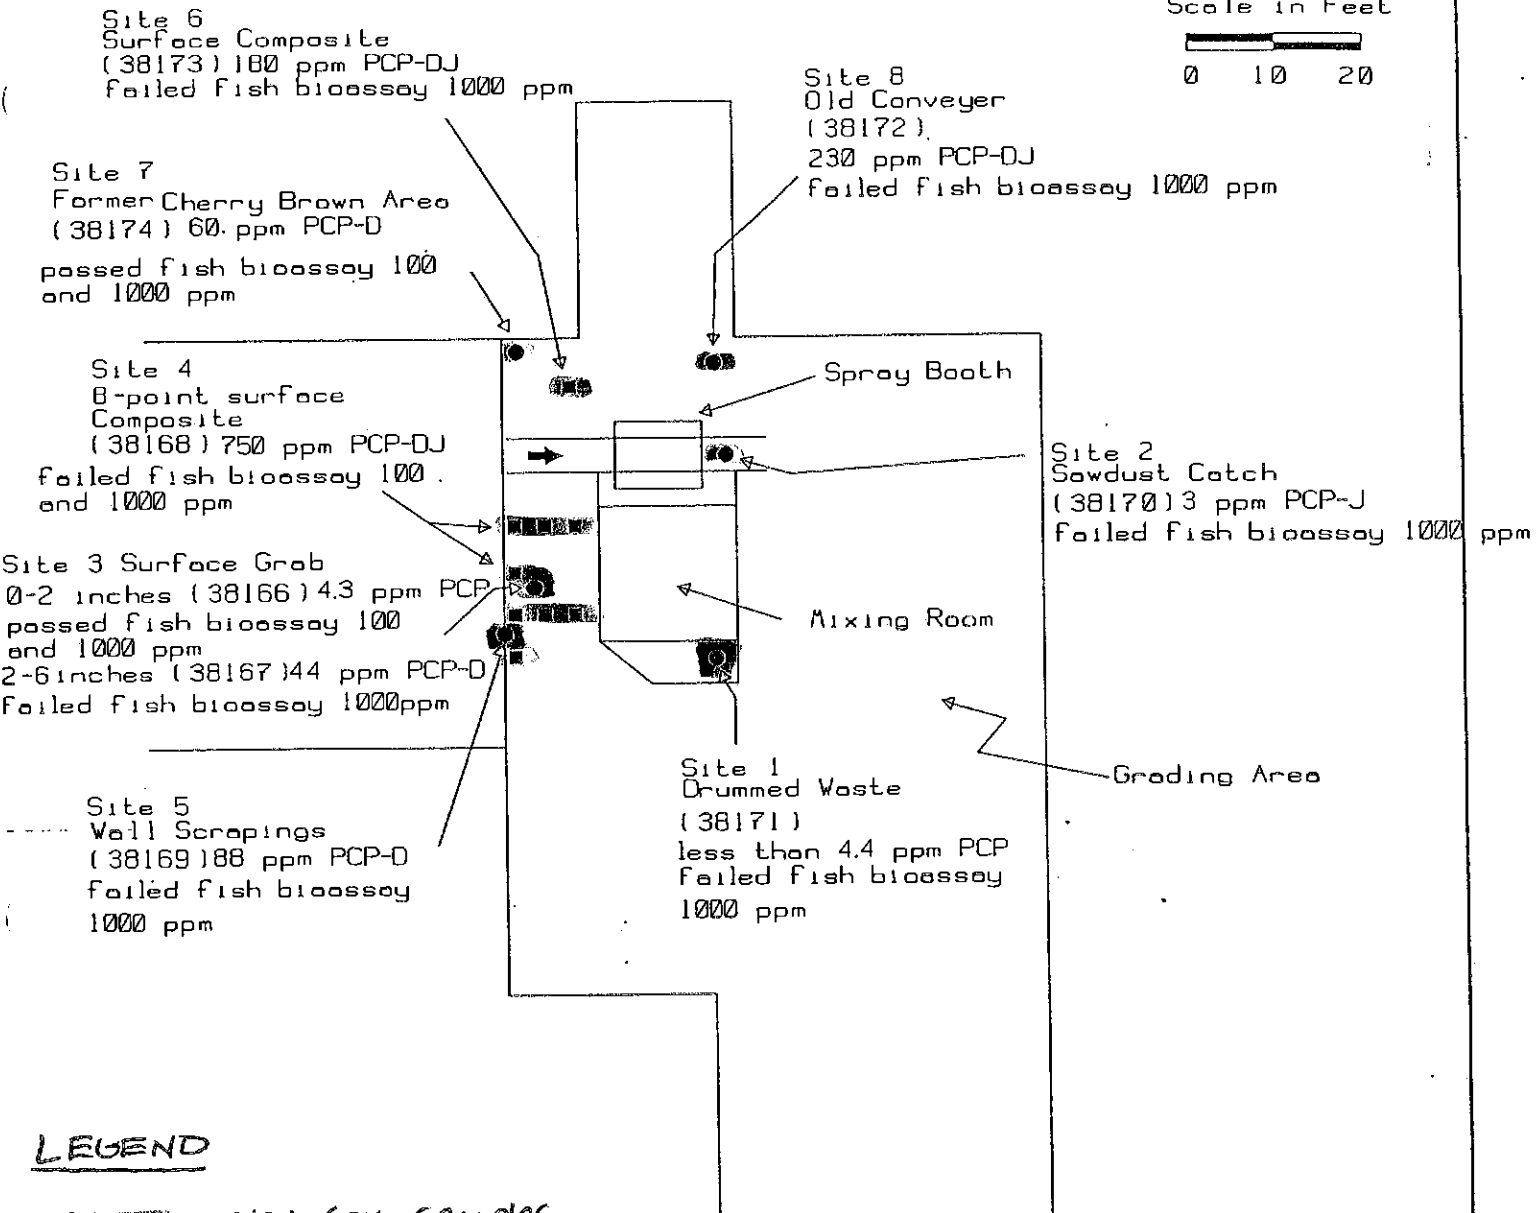 Scale in Feet
0 10 20
Site 6
Surface Composite
(38173) 180 ppm PCP-DJ
Failed Fish bioassay 1000 ppm
Site 8
Old Conveyer
(38172)
230 ppm PCP-DJ
Failed Fish bioassay 1000 ppm
Site 7
Former Cherry Brown Area
(38174) 60. ppm PCP-D
passed Fish bioassay 100
and 1000 ppm
Site 4
8-point surface
Composite
(38168) 750 ppm PCP-DJ
Failed Fish bioassay 100
and 1000 ppm
Spray Booth
Site 2
Sawdust Catch
(38170) 3 ppm PCP-J
Failed Fish bioassay 1000 ppm
Site 3 Surface Grab
0-2 inches (38166) 4.3 ppm PCP
passed Fish bioassay 100
and 1000 ppm
2-6 inches (38167) 44 ppm PCP-D
Failed Fish bioassay 1000ppm
Mixing Room
Site 1
Drummed Waste
(38171)
less than 4.4 ppm PCP
Failed Fish bioassay
1000 ppm
Grading Area
Site 5
Wall Scrapings
(38169) 88 ppm PCP-D
Failed Fish bioassay
1000 ppm
LEGEND